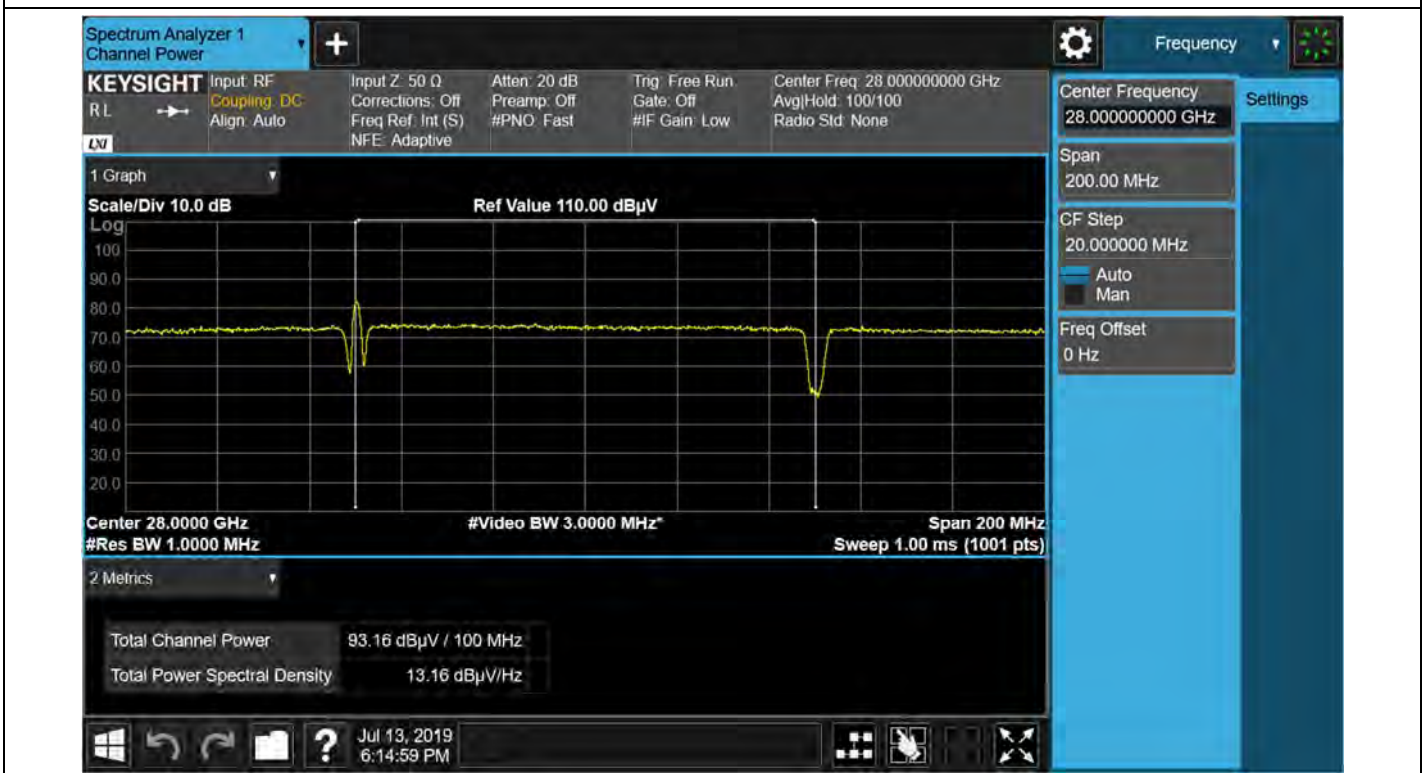 Spectrum Analyzer 1
Channel Power
+
Frequency
KEYSIGHT
R L
LXI
Input: RF
Coupling: DC
Align: Auto
Input Z: 50 Ω
Corrections: Off
Freq Ref: Int (S)
NFE: Adaptive
Atten: 20 dB
Preamp: Off
#PNO: Fast
Trig: Free Run
Gate: Off
#IF Gain: Low
Center Freq: 28.000000000 GHz
Avg|Hold: 100/100
Radio Std: None
Center Frequency
28.000000000 GHz
Settings
Span
200.00 MHz
CF Step
20.000000 MHz
Auto
Man
Freq Offset
0 Hz
1 Graph
Scale/Div 10.0 dB
Ref Value 110.00 dBµV
Log
100
90.0
80.0
70.0
60.0
50.0
40.0
30.0
20.0
Center 28.0000 GHz
#Video BW 3.0000 MHz*
Span 200 MHz
#Res BW 1.0000 MHz
Sweep 1.00 ms (1001 pts)
2 Metrics
Total Channel Power 93.16 dBµV / 100 MHz
Total Power Spectral Density 13.16 dBµV/Hz
?
Jul 13, 2019
6:14:59 PM